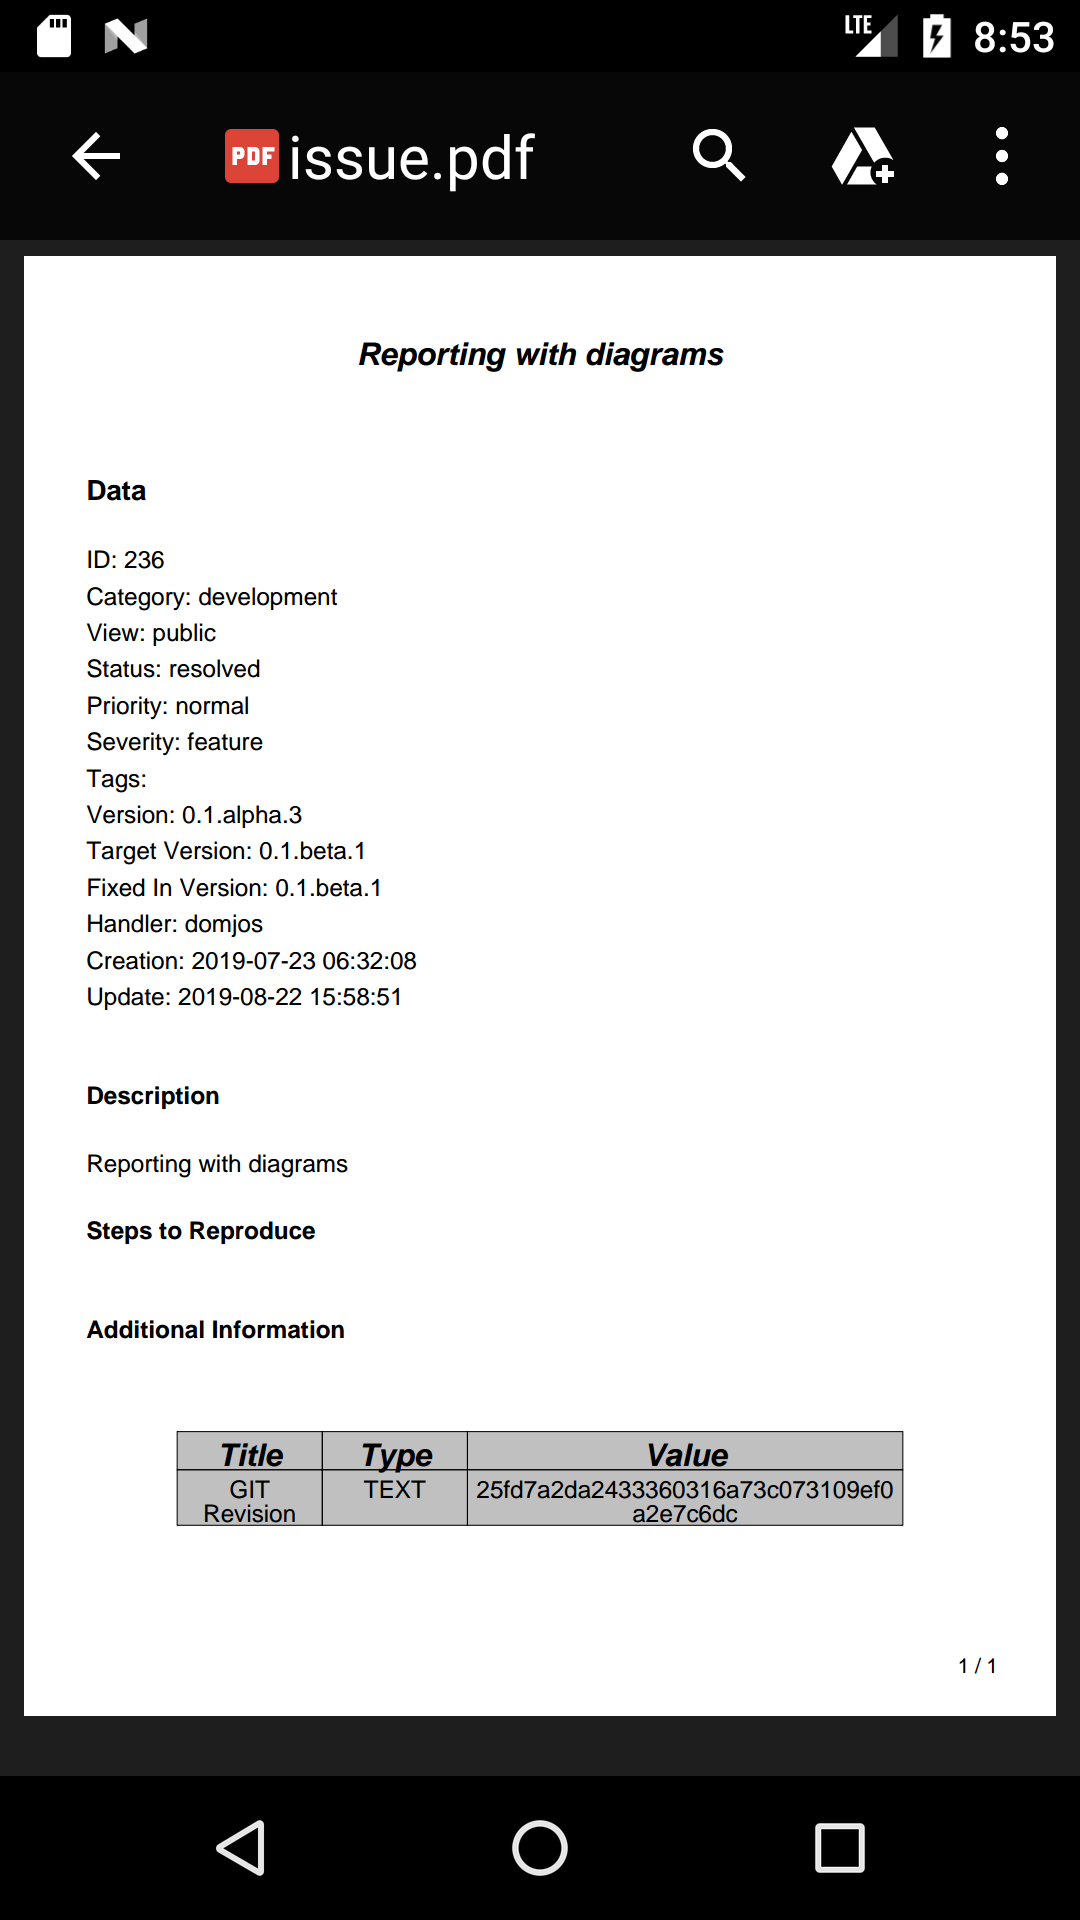 LTE 8:53
PDF issue.pdf
Reporting with diagrams
Data
ID: 236
Category: development
View: public
Status: resolved
Priority: normal
Severity: feature
Tags:
Version: 0.1.alpha.3
Target Version: 0.1.beta.1
Fixed In Version: 0.1.beta.1
Handler: domjos
Creation: 2019-07-23 06:32:08
Update: 2019-08-22 15:58:51
Description
Reporting with diagrams
Steps to Reproduce
Additional Information
Title Type Value
GIT TEXT 25fd7a2da2433360316a73c073109ef0
Revision a2e7c6dc
1 / 1